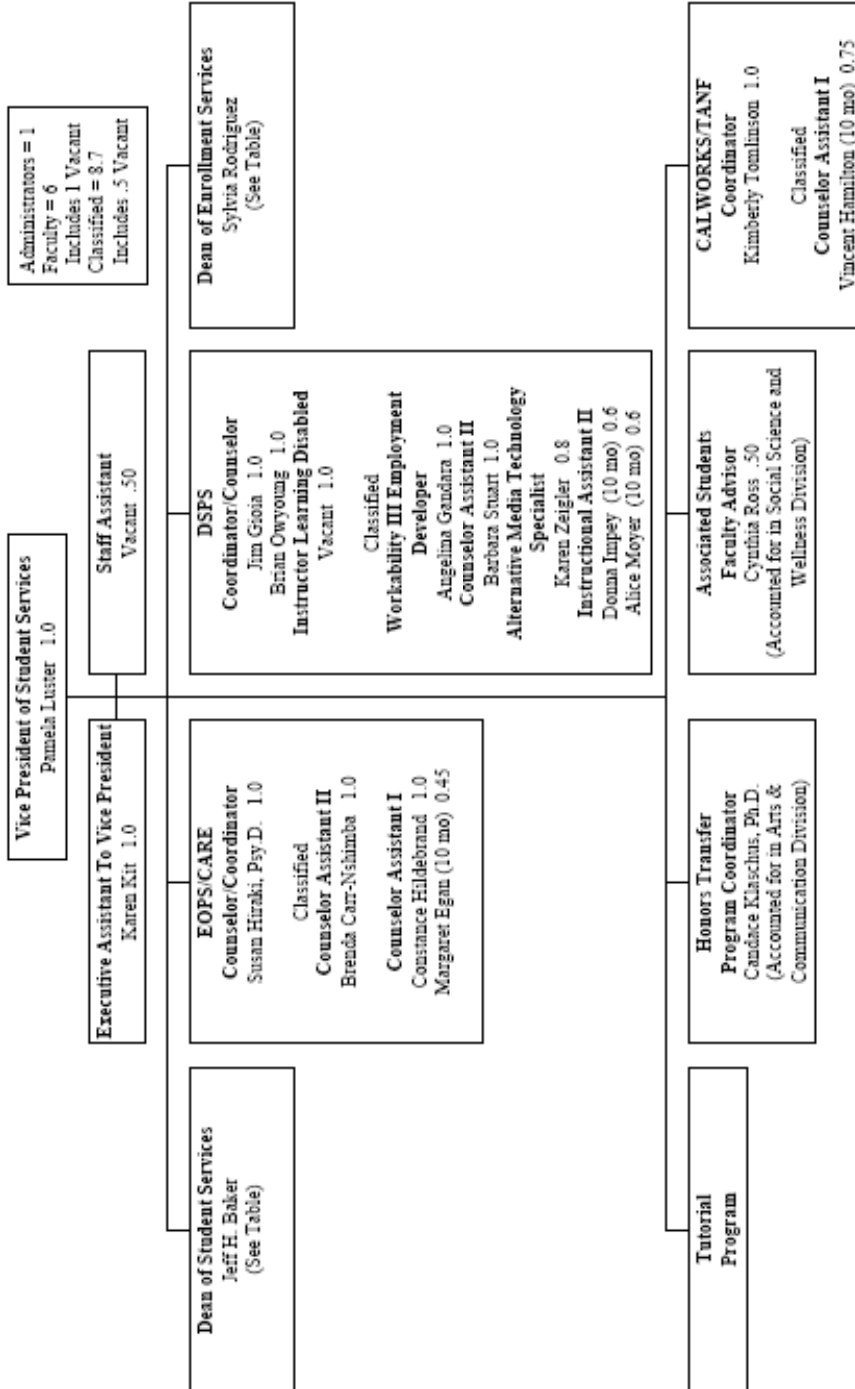 Vice President of Student Services
Pamela Luster 1.0
Administrators = 1
Faculty = 6
Includes 1 Vacant
Classified = 8.7
Includes .5 Vacant
Executive Assistant To Vice President
Karen Kit 1.0
Staff Assistant
Vacant .50
Dean of Student Services
Jeff H. Baker
(See Table)
EOPS/CARE
Counselor/Coordinator
Susan Hiraki, Psy.D. 1.0
Classified
Counselor Assistant II
Brenda Carr-Nshimba 1.0
Counselor Assistant I
Constance Hildebrand 1.0
Margaret Egan (10 mo) 0.45
DSPS
Coordinator/Counselor
Jim Gioia 1.0
Brian Owyoung 1.0
Instructor Learning Disabled
Vacant 1.0
Classified
Workability III Employment
Developer
Angelina Gandara 1.0
Counselor Assistant II
Barbara Stuart 1.0
Alternative Media Technology
Specialist
Karen Zeigler 0.8
Instructional Assistant II
Donna Impey (10 mo) 0.6
Alice Moyer (10 mo) 0.6
Dean of Enrollment Services
Sylvia Rodriguez
(See Table)
Tutorial
Program
Honors Transfer
Program Coordinator
Candace Klaschus, Ph.D.
(Accounted for in Arts &
Communication Division)
Associated Students
Faculty Advisor
Cynthia Ross .50
(Accounted for in Social Science and
Wellness Division)
CALWORKS/TANF
Coordinator
Kimberly Tomlinson 1.0
Classified
Counselor Assistant I
Vincent Hamilton (10 mo) 0.75